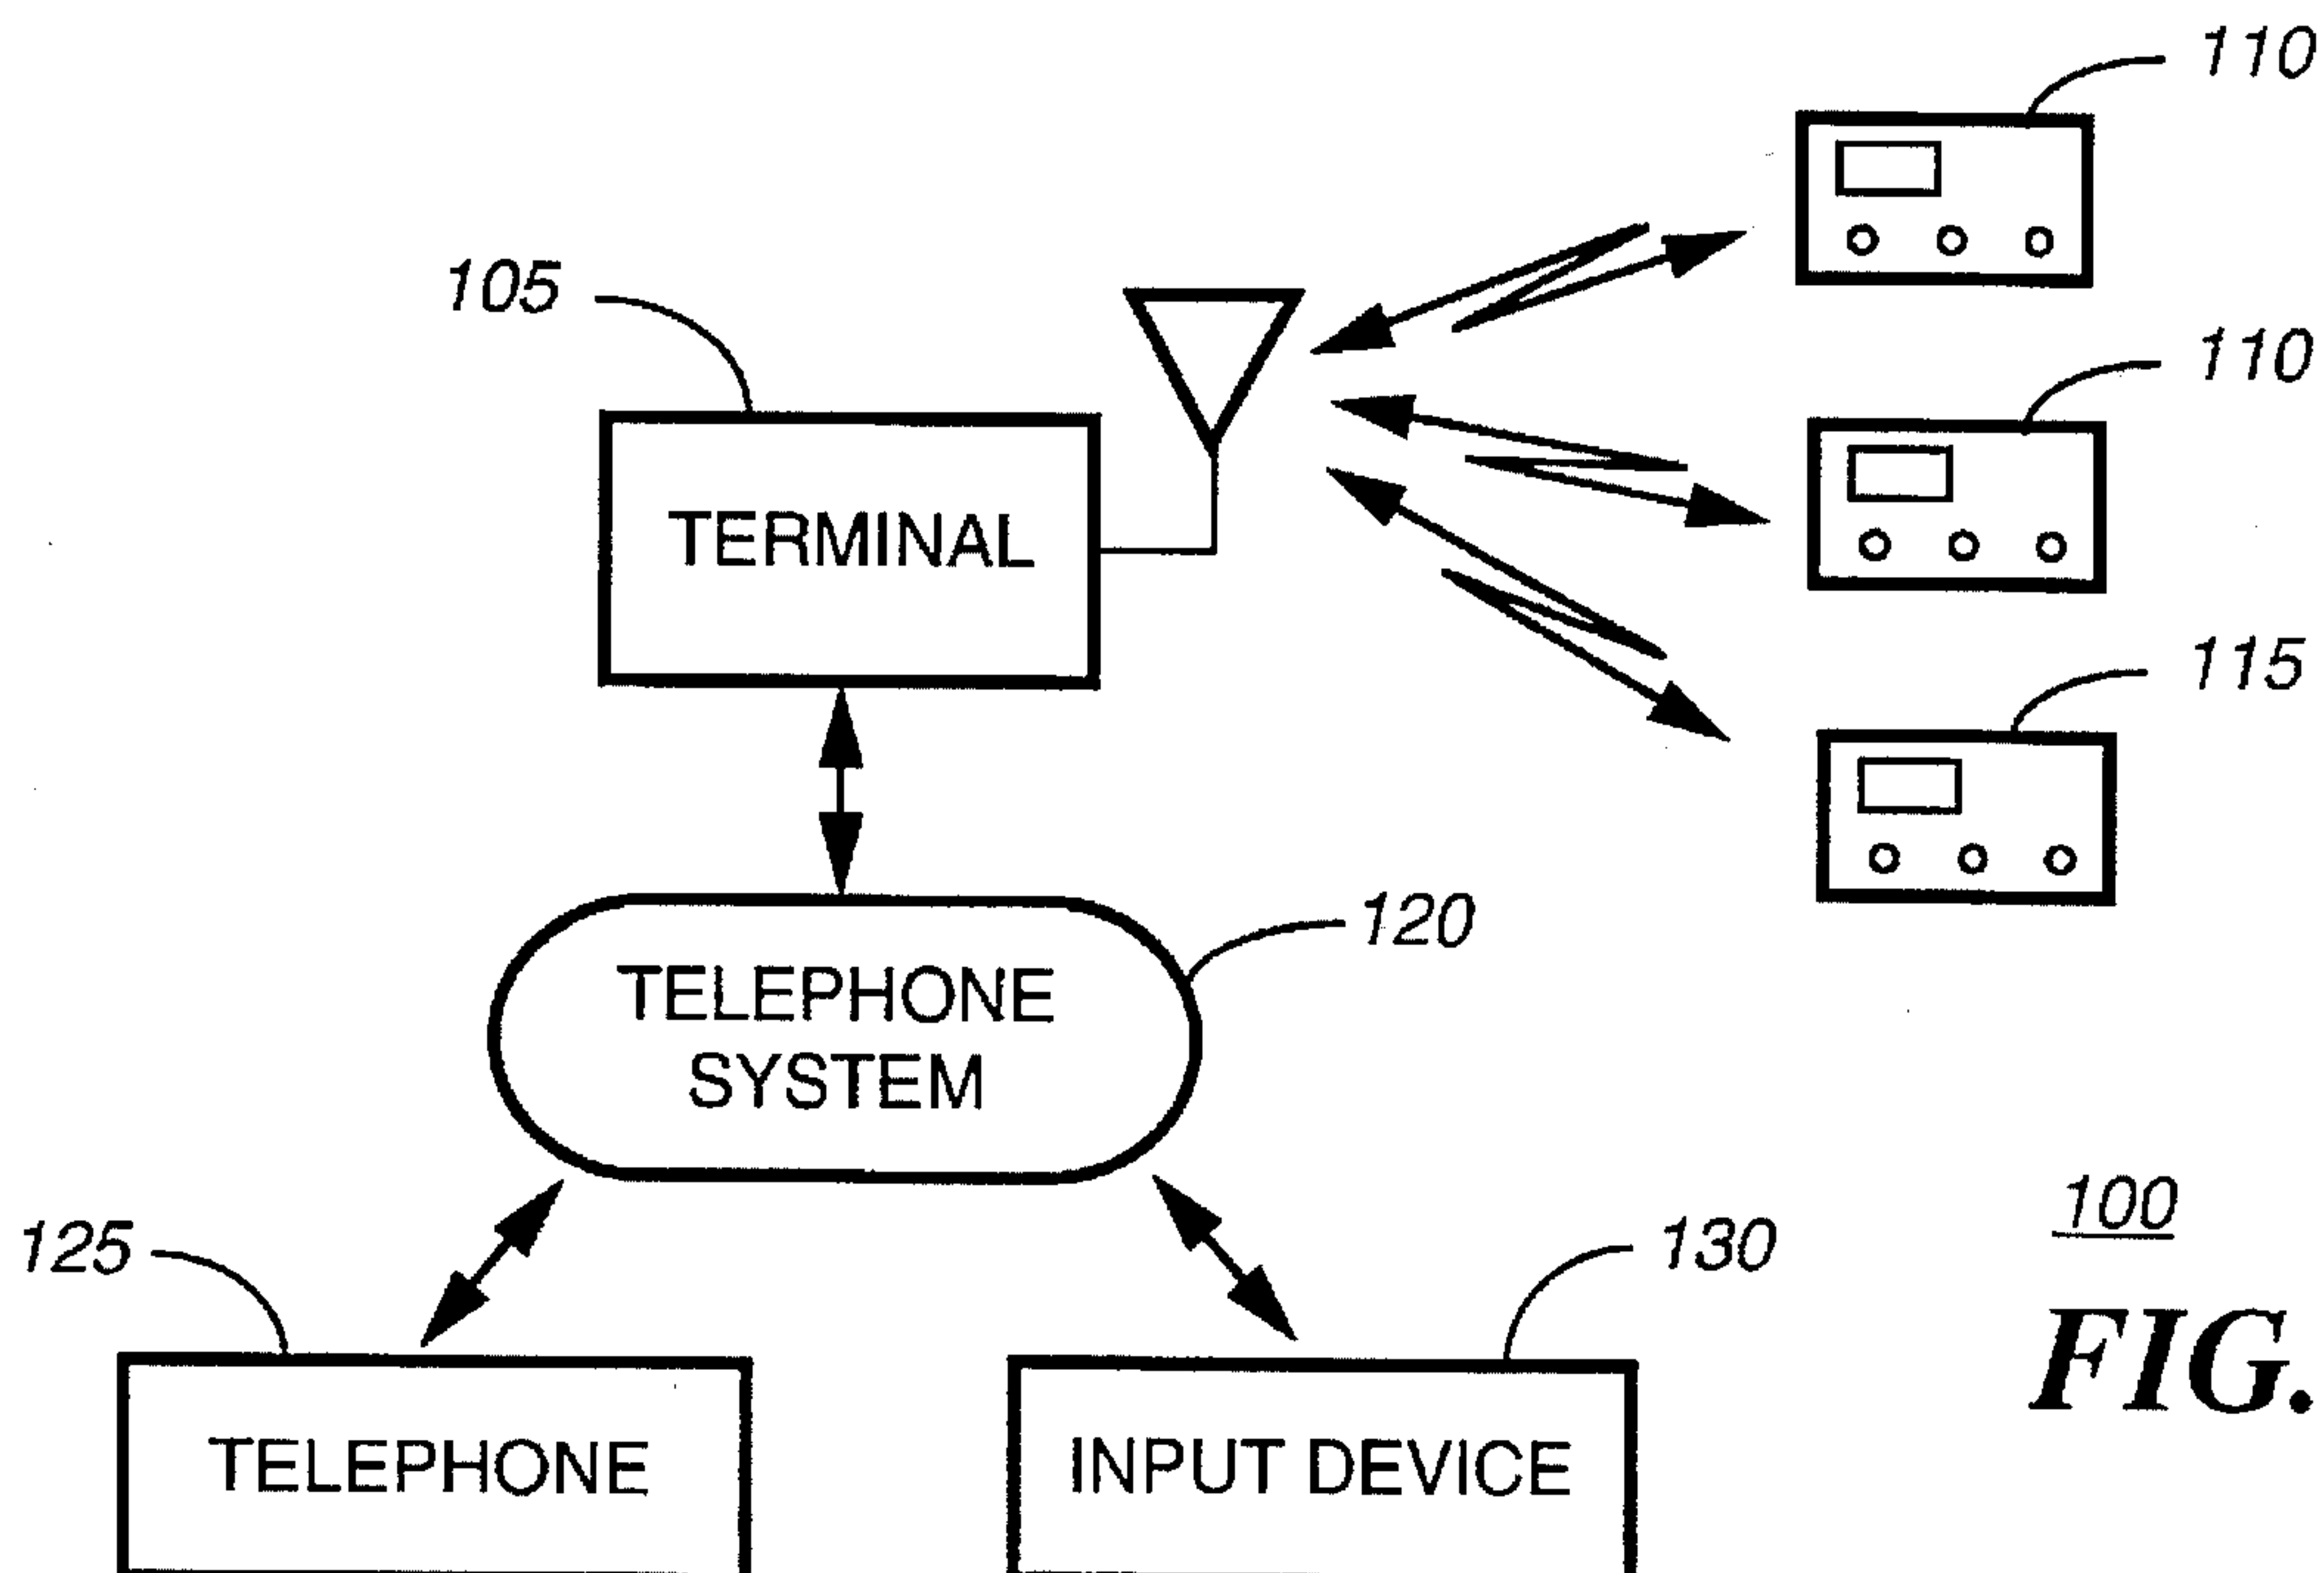 110
105
110
TERMINAL
115
120
TELEPHONE
SYSTEM
100
125
130
FIG.
TELEPHONE
INPUT DEVICE